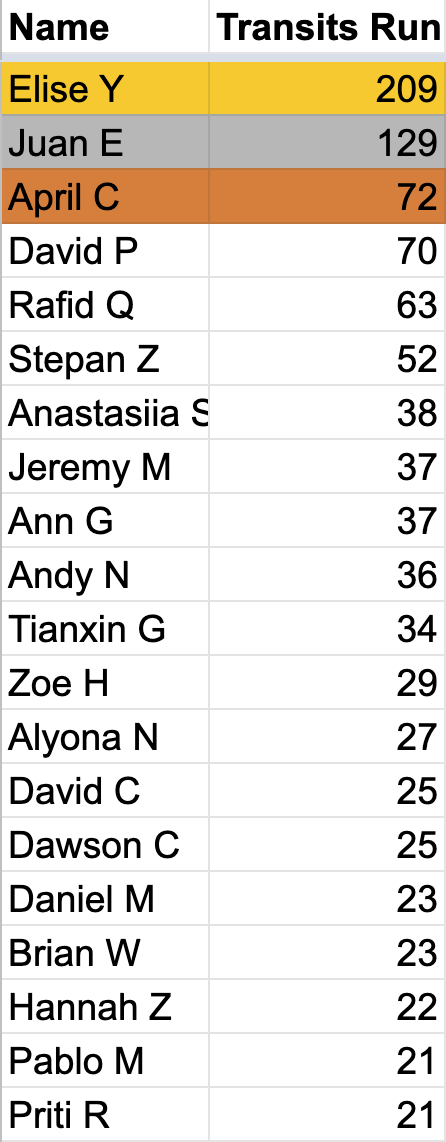 Name Transits Run
Elise Y 209
Juan E 129
April C 72
David P 70
Rafid Q 63
Stepan Z 52
Anastasiia S 38
Jeremy M 37
Ann G 37
Andy N 36
Tianxin G 34
Zoe H 29
Alyona N 27
David C 25
Dawson C 25
Daniel M 23
Brian W 23
Hannah Z 22
Pablo M 21
Priti R 21